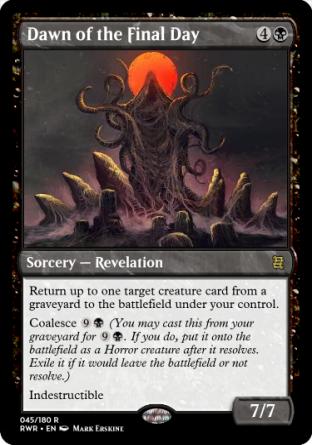 Dawn of the Final Day 4
Sorcery — Revelation
Return up to one target creature card from a
graveyard to the battlefield under your control.
Coalesce 9 (You may cast this from your
graveyard for 9 . If you do, put it onto the
battlefield as a Horror creature after it resolves.
Exile it if it would leave the battlefield or not
resolve.)
Indestructible
7/7
045/180 R
RWR • EN Mark Erskine